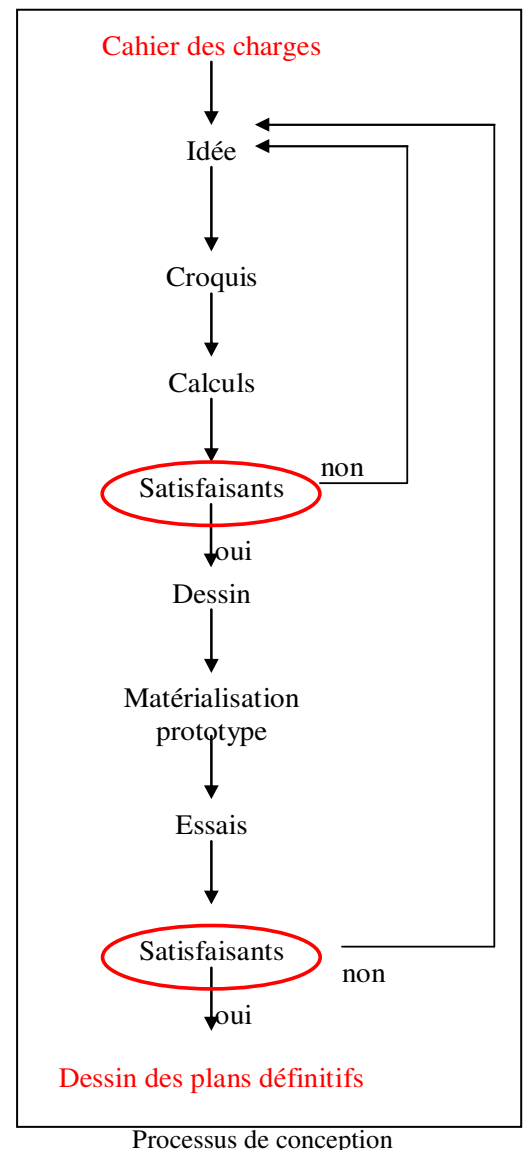 Cahier des charges
Idée
Croquis
Calculs
Satisfaisants
non
oui
Dessin
Matérialisation
prototype
Essais
Satisfaisants
non
oui
Dessin des plans définitifs
Processus de conception